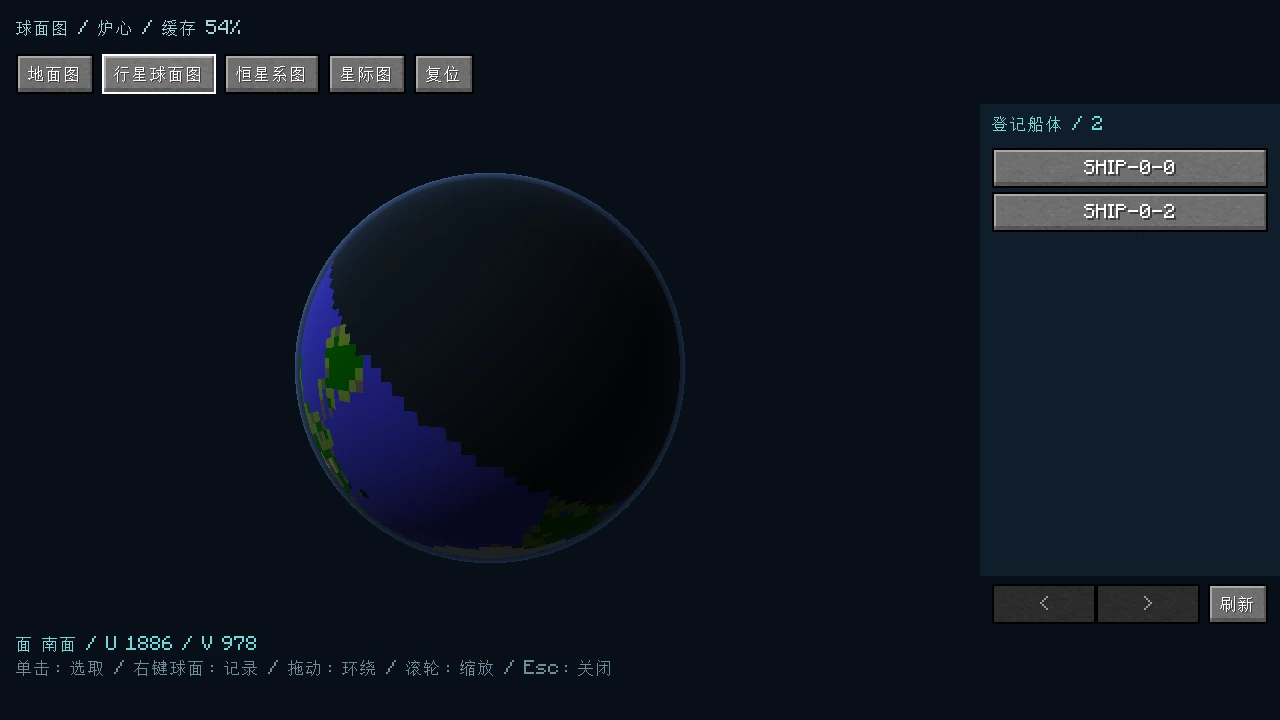 球面图 / 炉心 / 缓存 54%
地面图 行星球面图 恒星系图 星际图 复位
登记船体 / 2
SHIP-0-0
SHIP-0-2
< > 刷新
面 南面 / U 1886 / V 978
单击：选取 / 右键球面：记录 / 拖动：环绕 / 滚轮：缩放 / Esc：关闭